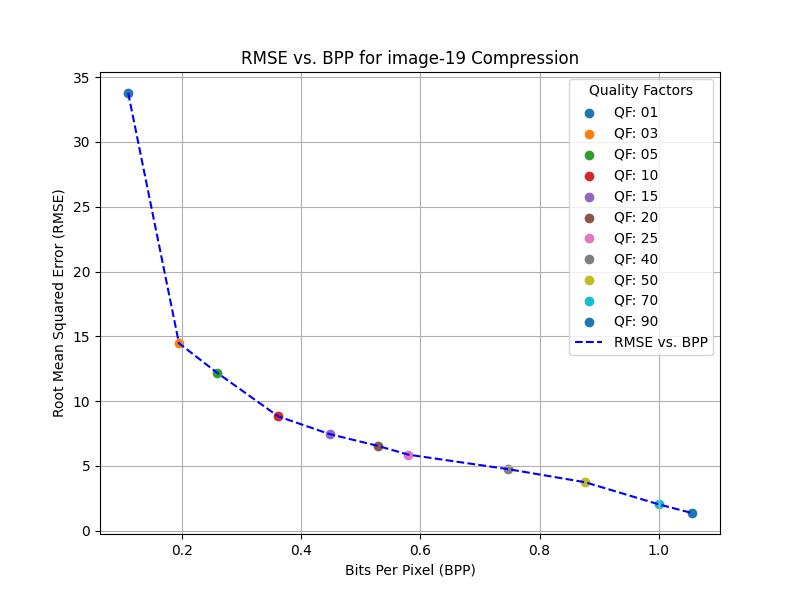 RMSE vs. BPP for image-19 Compression
Root Mean Squared Error (RMSE)
35
30
25
20
15
10
5
0
Quality Factors
QF: 01
QF: 03
QF: 05
QF: 10
QF: 15
QF: 20
QF: 25
QF: 40
QF: 50
QF: 70
QF: 90
RMSE vs. BPP
0.2
0.4
0.6
0.8
1.0
Bits Per Pixel (BPP)